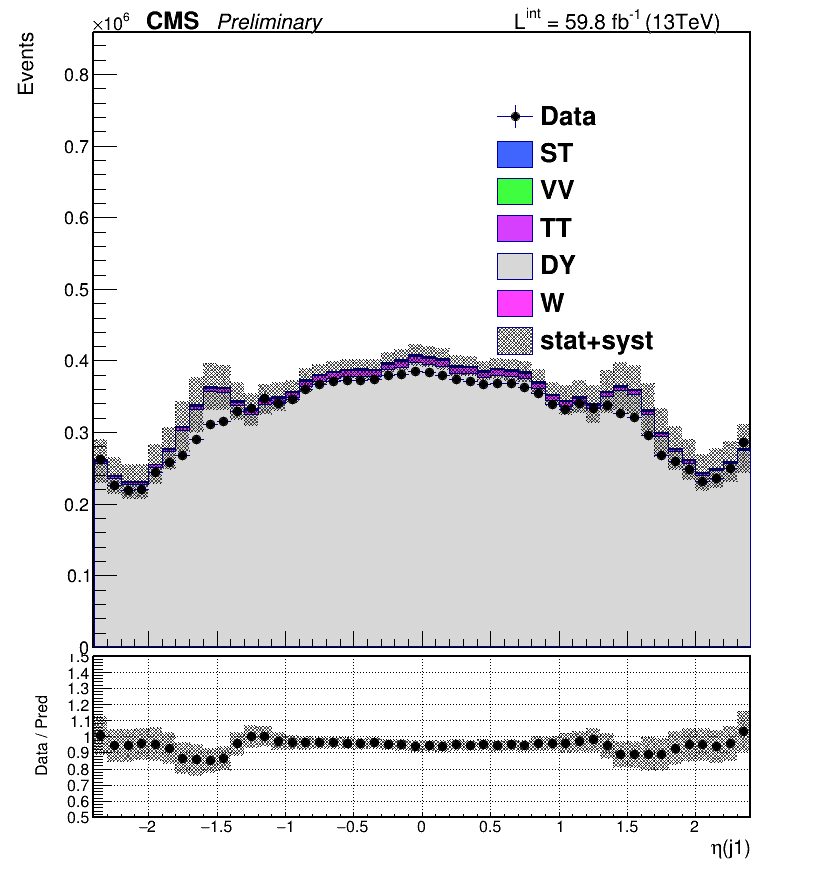 ×10⁶ CMS Preliminary L^int = 59.8 fb⁻¹ (13TeV)
Events
0.8
0.7
0.6
0.5
0.4
0.3
0.2
0.1
0
Data
ST
VV
TT
DY
W
stat+syst
Data / Pred
1.5
1.4
1.3
1.2
1.1
1
0.9
0.8
0.7
0.6
0.5
−2 −1.5 −1 −0.5 0 0.5 1 1.5 2
η(j1)